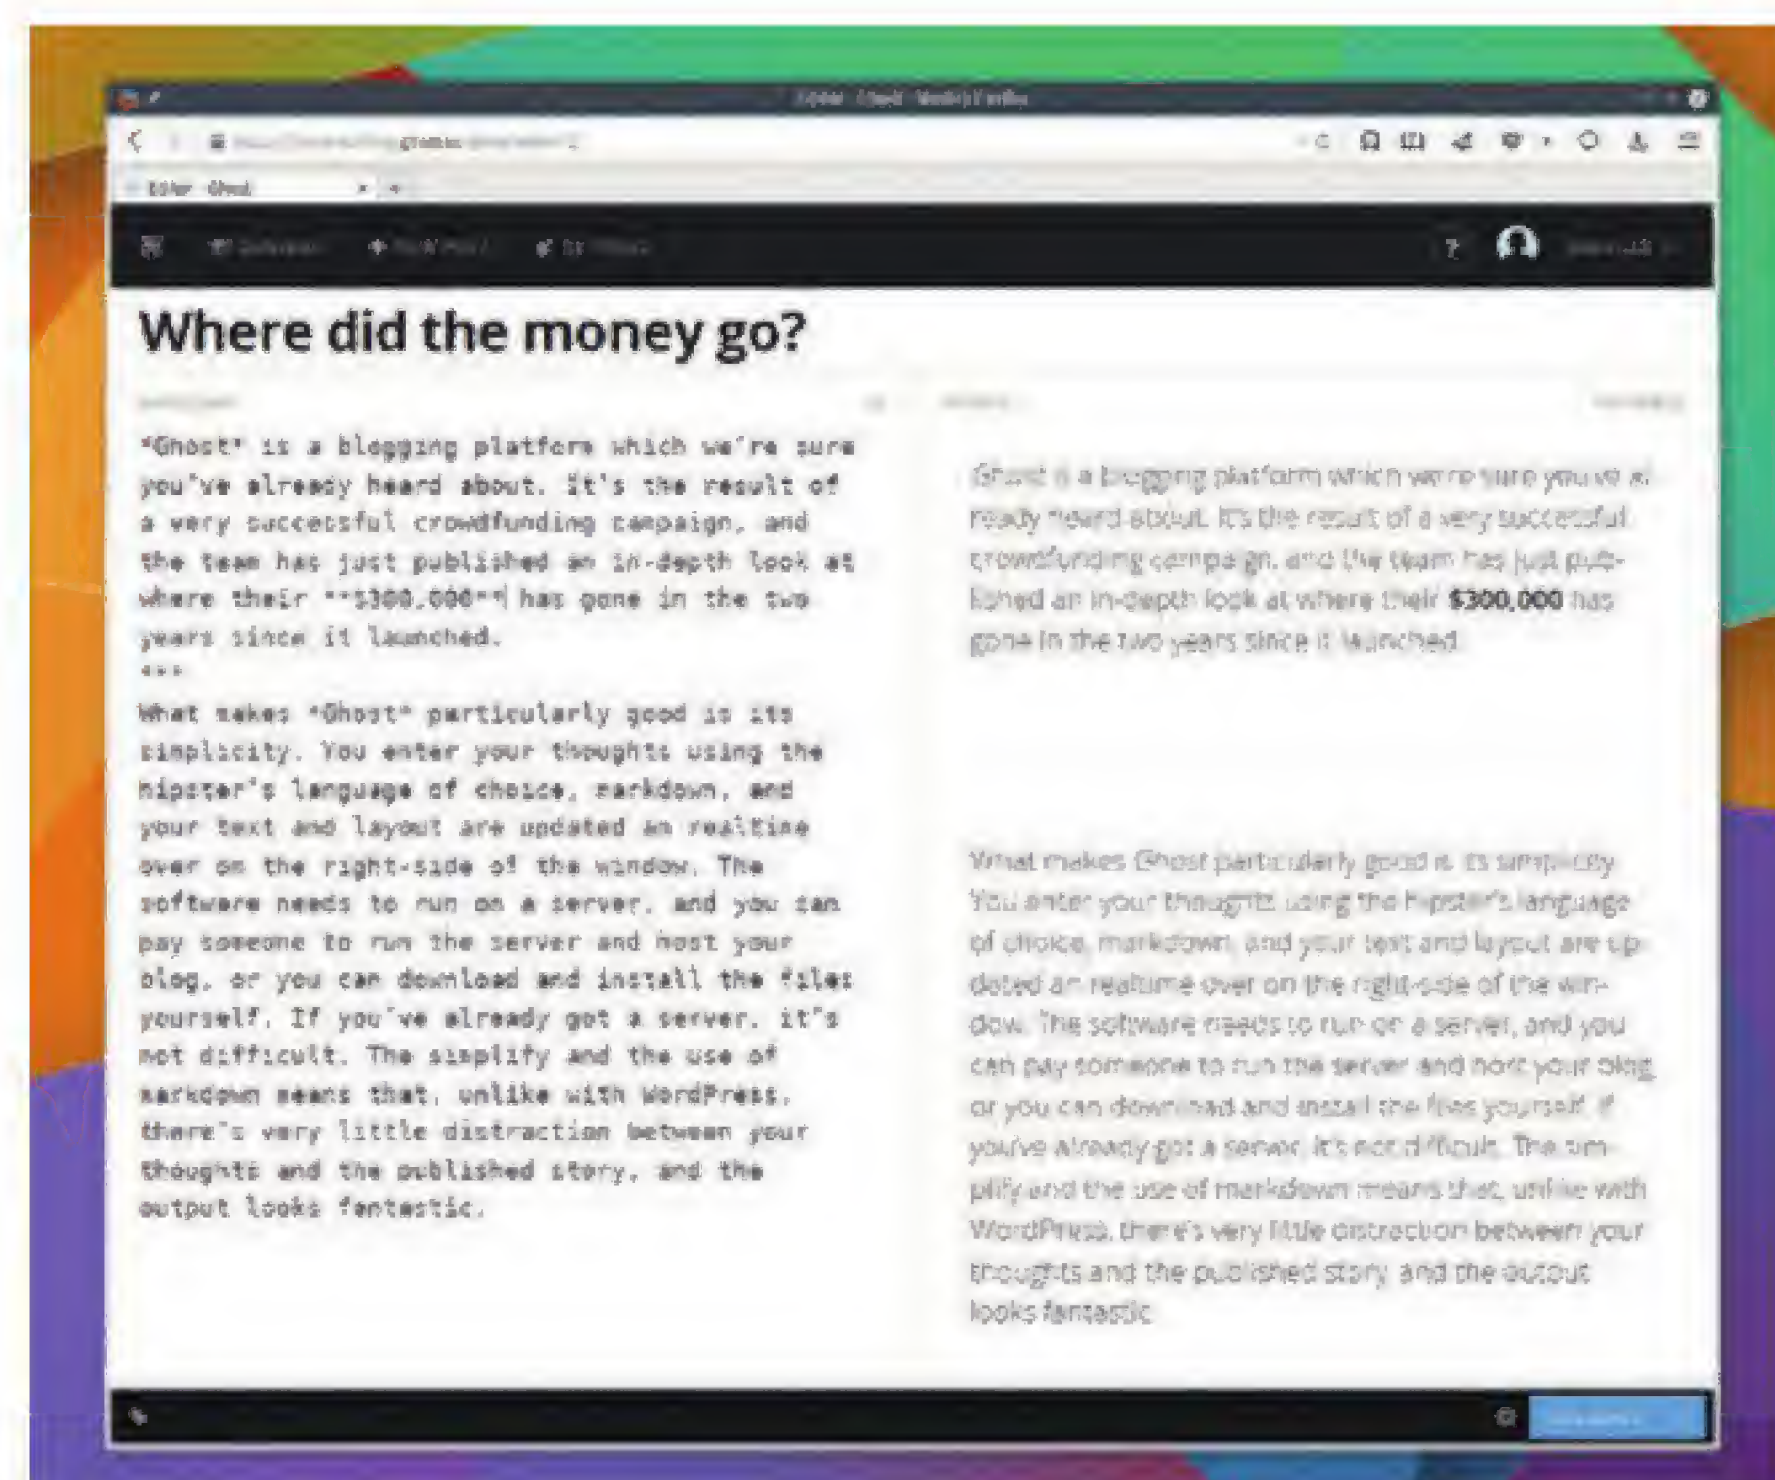 Editor - Ghost - Mozilla Firefox
Editor - Ghost
?
Where did the money go?
*Ghost* is a blogging platform which we're sure
you've already heard about. It's the result of
a very successful crowdfunding campaign, and
the team has just published an in-depth look at
where their **$300,000** has gone in the two
years since it launched.
***
What makes *Ghost* particularly good is its
simplicity. You enter your thoughts using the
hipster's language of choice, markdown, and
your text and layout are updated an realtime
over on the right-side of the window. The
software needs to run on a server, and you can
pay someone to run the server and host your
blog, or you can download and install the files
yourself. If you've already got a server, it's
not difficult. The simplify and the use of
markdown means that, unlike with WordPress,
there's very little distraction between your
thoughts and the published story, and the
output looks fantastic.
Ghost is a blogging platform which we're sure you've al-
ready heard about. It's the result of a very successful
crowdfunding campaign, and the team has just pub-
lished an in-depth look at where their $300,000 has
gone in the two years since it launched.
What makes Ghost particularly good is its simplicity.
You enter your thoughts using the hipster's language
of choice, markdown, and your text and layout are up-
dated an realtime over on the right-side of the win-
dow. The software needs to run on a server, and you
can pay someone to run the server and host your blog,
or you can download and install the files yourself. If
you've already got a server, it's not difficult. The sim-
plify and the use of markdown means that, unlike with
WordPress, there's very little distraction between your
thoughts and the published story, and the output
looks fantastic.